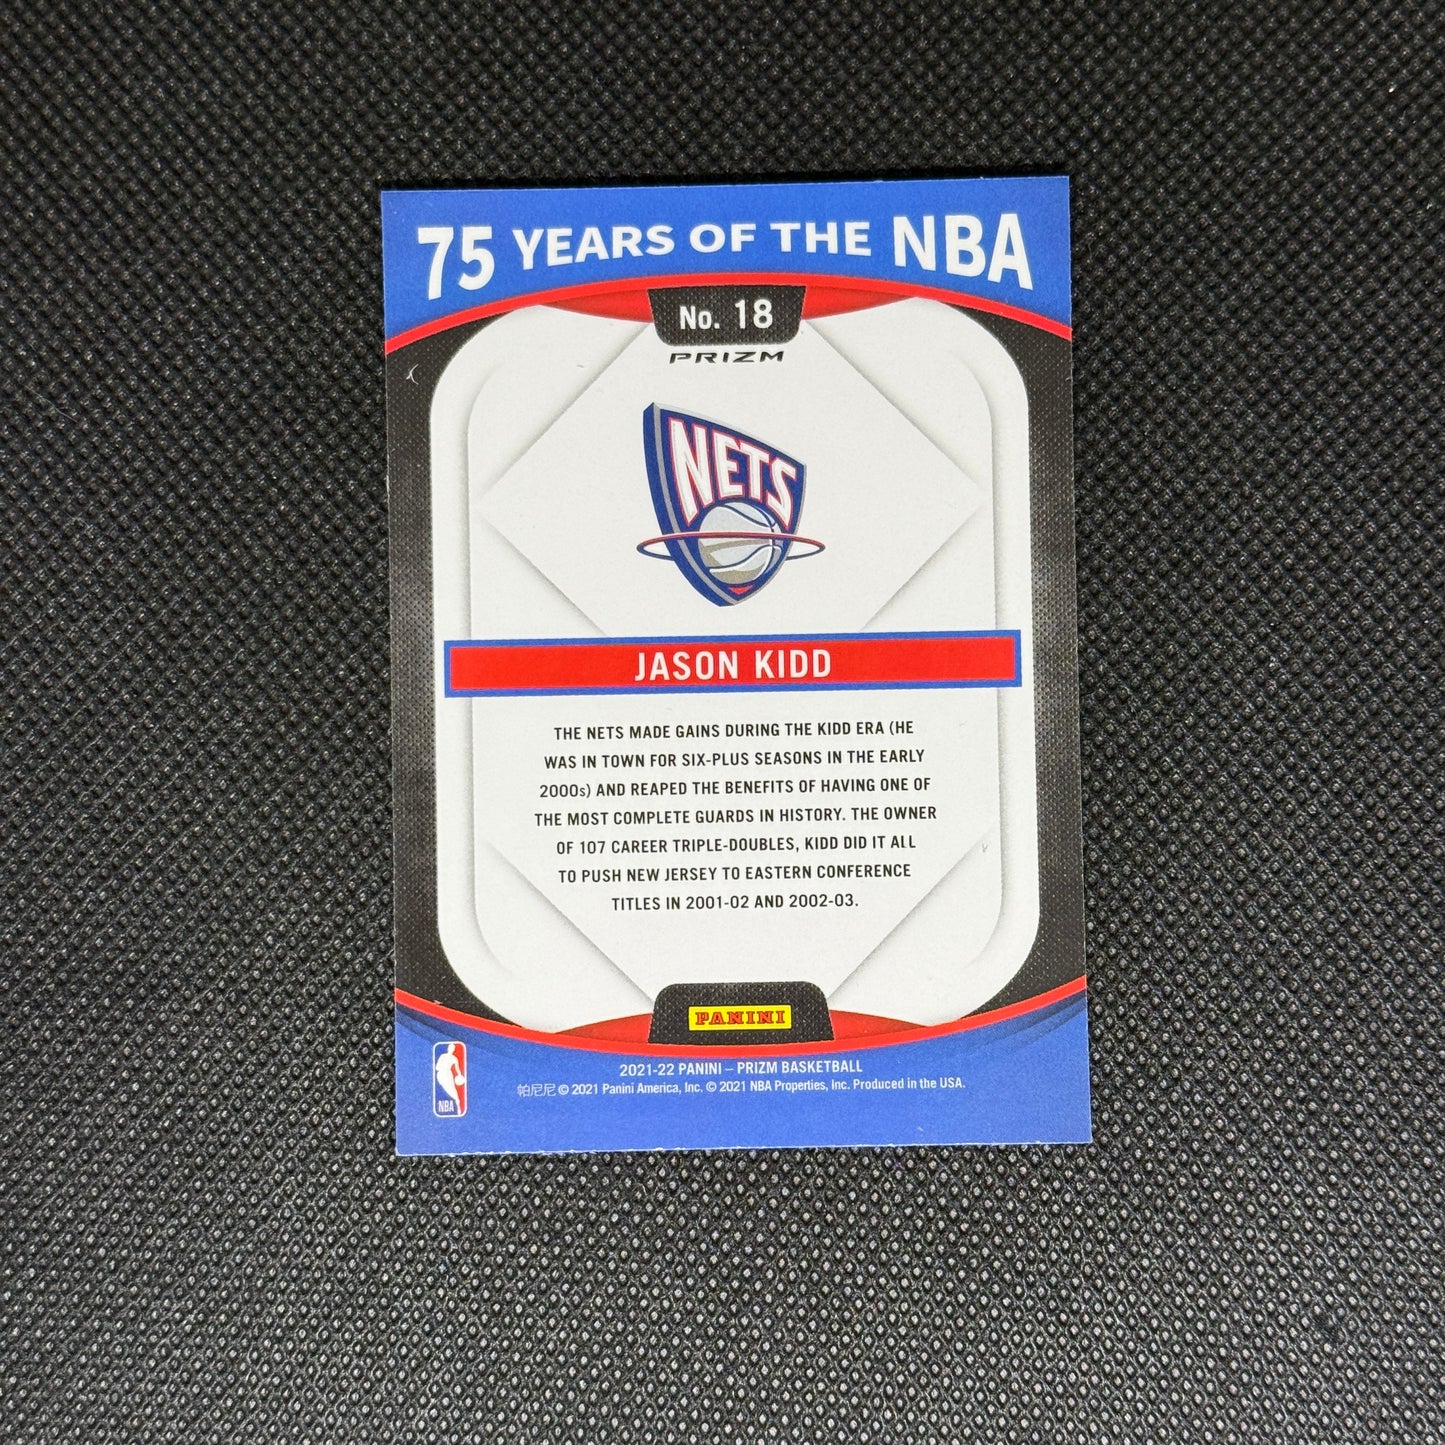 75 YEARS OF THE NBA
No. 18
PRIZM
NETS
JASON KIDD
THE NETS MADE GAINS DURING THE KIDD ERA (HE
WAS IN TOWN FOR SIX-PLUS SEASONS IN THE EARLY
2000s) AND REAPED THE BENEFITS OF HAVING ONE OF
THE MOST COMPLETE GUARDS IN HISTORY. THE OWNER
OF 107 CAREER TRIPLE-DOUBLES, KIDD DID IT ALL
TO PUSH NEW JERSEY TO EASTERN CONFERENCE
TITLES IN 2001-02 AND 2002-03.
PANINI
2021-22 PANINI – PRIZM BASKETBALL
帕尼尼 © 2021 Panini America, Inc. © 2021 NBA Properties, Inc. Produced in the USA.
NBA